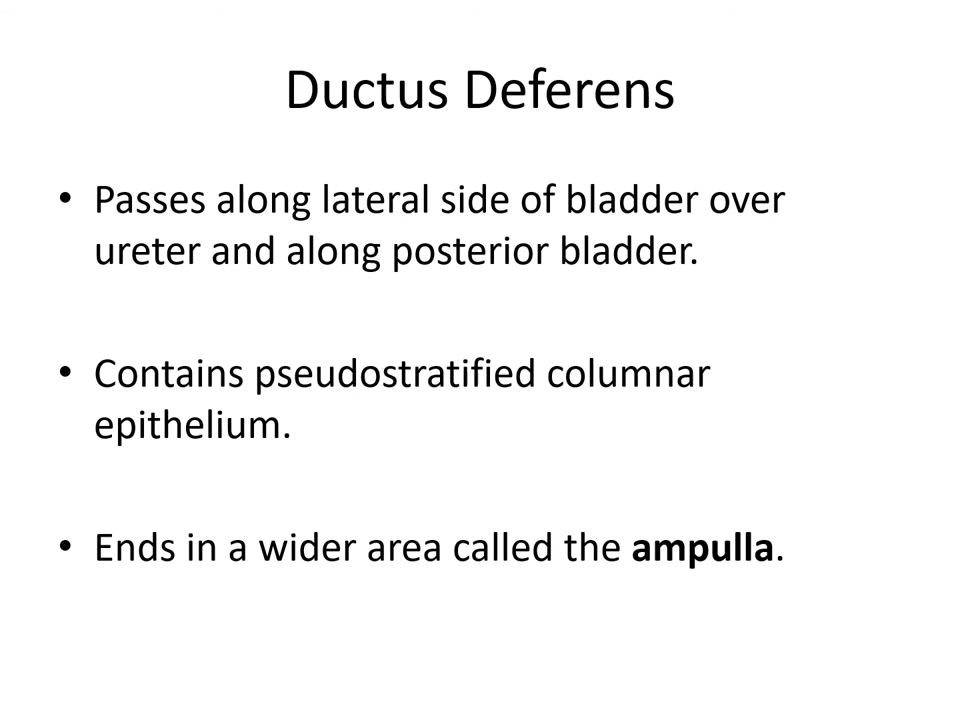 Ductus Deferens
• Passes along lateral side of bladder over
ureter and along posterior bladder.
• Contains pseudostratified columnar
epithelium.
• Ends in a wider area called the ampulla.